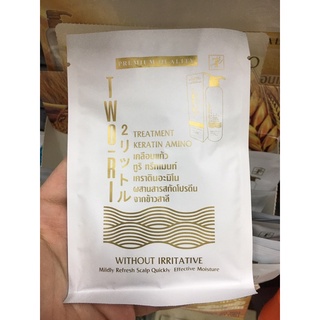 PREMIUM QUALITY
TWO-RI
2リットル
TREATMENT
KERATIN AMINO
เคลือบแก้ว
ทูริ ทรีทเมนท์
เคราตินอะมิโน
ผสานสารสกัดโปรตีน
จากข้าวสาลี
WITHOUT IRRITATIVE
Mildly Refresh Scalp Quickly Effective Moisture